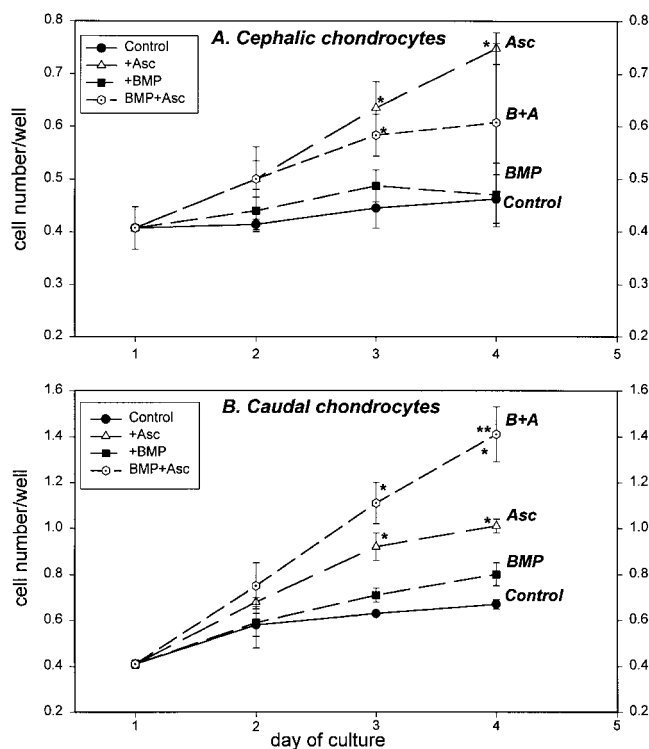 A. Cephalic chondrocytes
Control
+Asc
+BMP
BMP+Asc
0.8
0.7
0.6
0.5
0.4
0.3
0.2
cell number/well
* Asc
*
* B+A
BMP
Control
0.8
0.7
0.6
0.5
0.4
0.3
0.2
1 2 3 4 5
B. Caudal chondrocytes
Control
+Asc
+BMP
BMP+Asc
1.6
1.4
1.2
1.0
0.8
0.6
0.4
0.2
cell number/well
B+A
**
*
*
* Asc
*
BMP
Control
1.6
1.4
1.2
1.0
0.8
0.6
0.4
0.2
1 2 3 4 5
day of culture